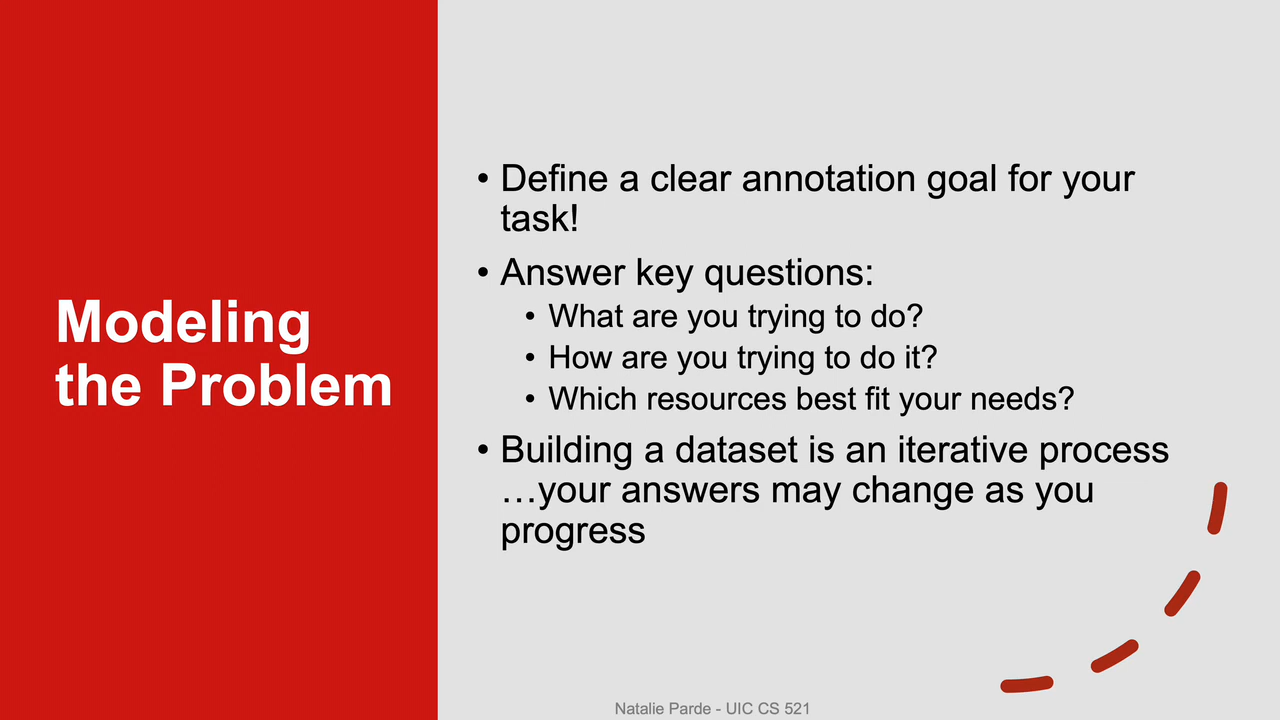 Modeling
the Problem
• Define a clear annotation goal for your
task!
• Answer key questions:
• What are you trying to do?
• How are you trying to do it?
• Which resources best fit your needs?
• Building a dataset is an iterative process
…your answers may change as you
progress
Natalie Parde - UIC CS 521